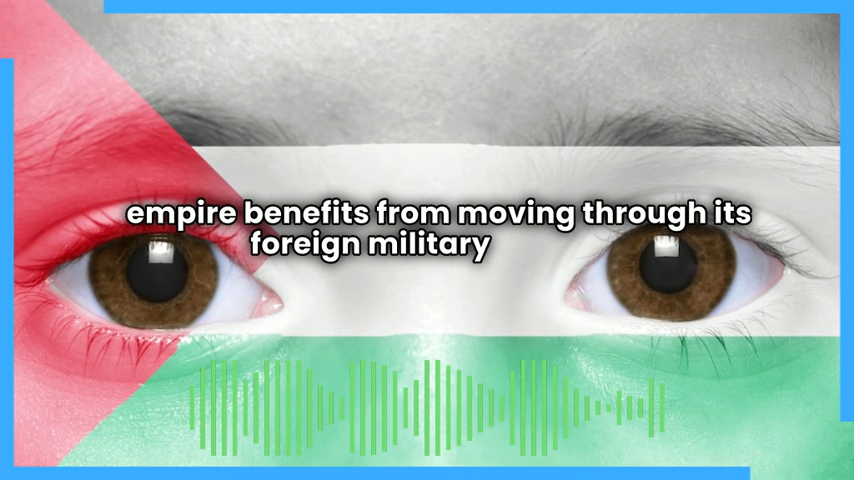 empire benefits from moving through its
foreign military